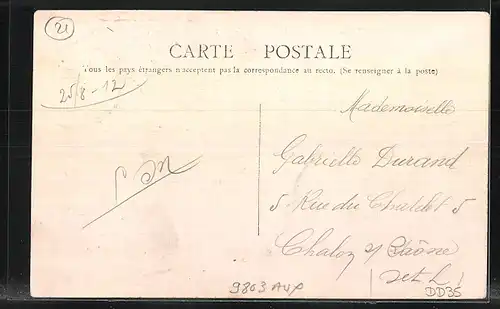 21
CARTE POSTALE
Tous les pays étrangers n'acceptent pas la correspondance au recto. (Se renseigner à la poste)
25/8-12
Mademoiselle
Gabrielle Durand
5 Rue du Chatelet 5
Chalon s/ Saône
S et L
9803 AVP
DD35